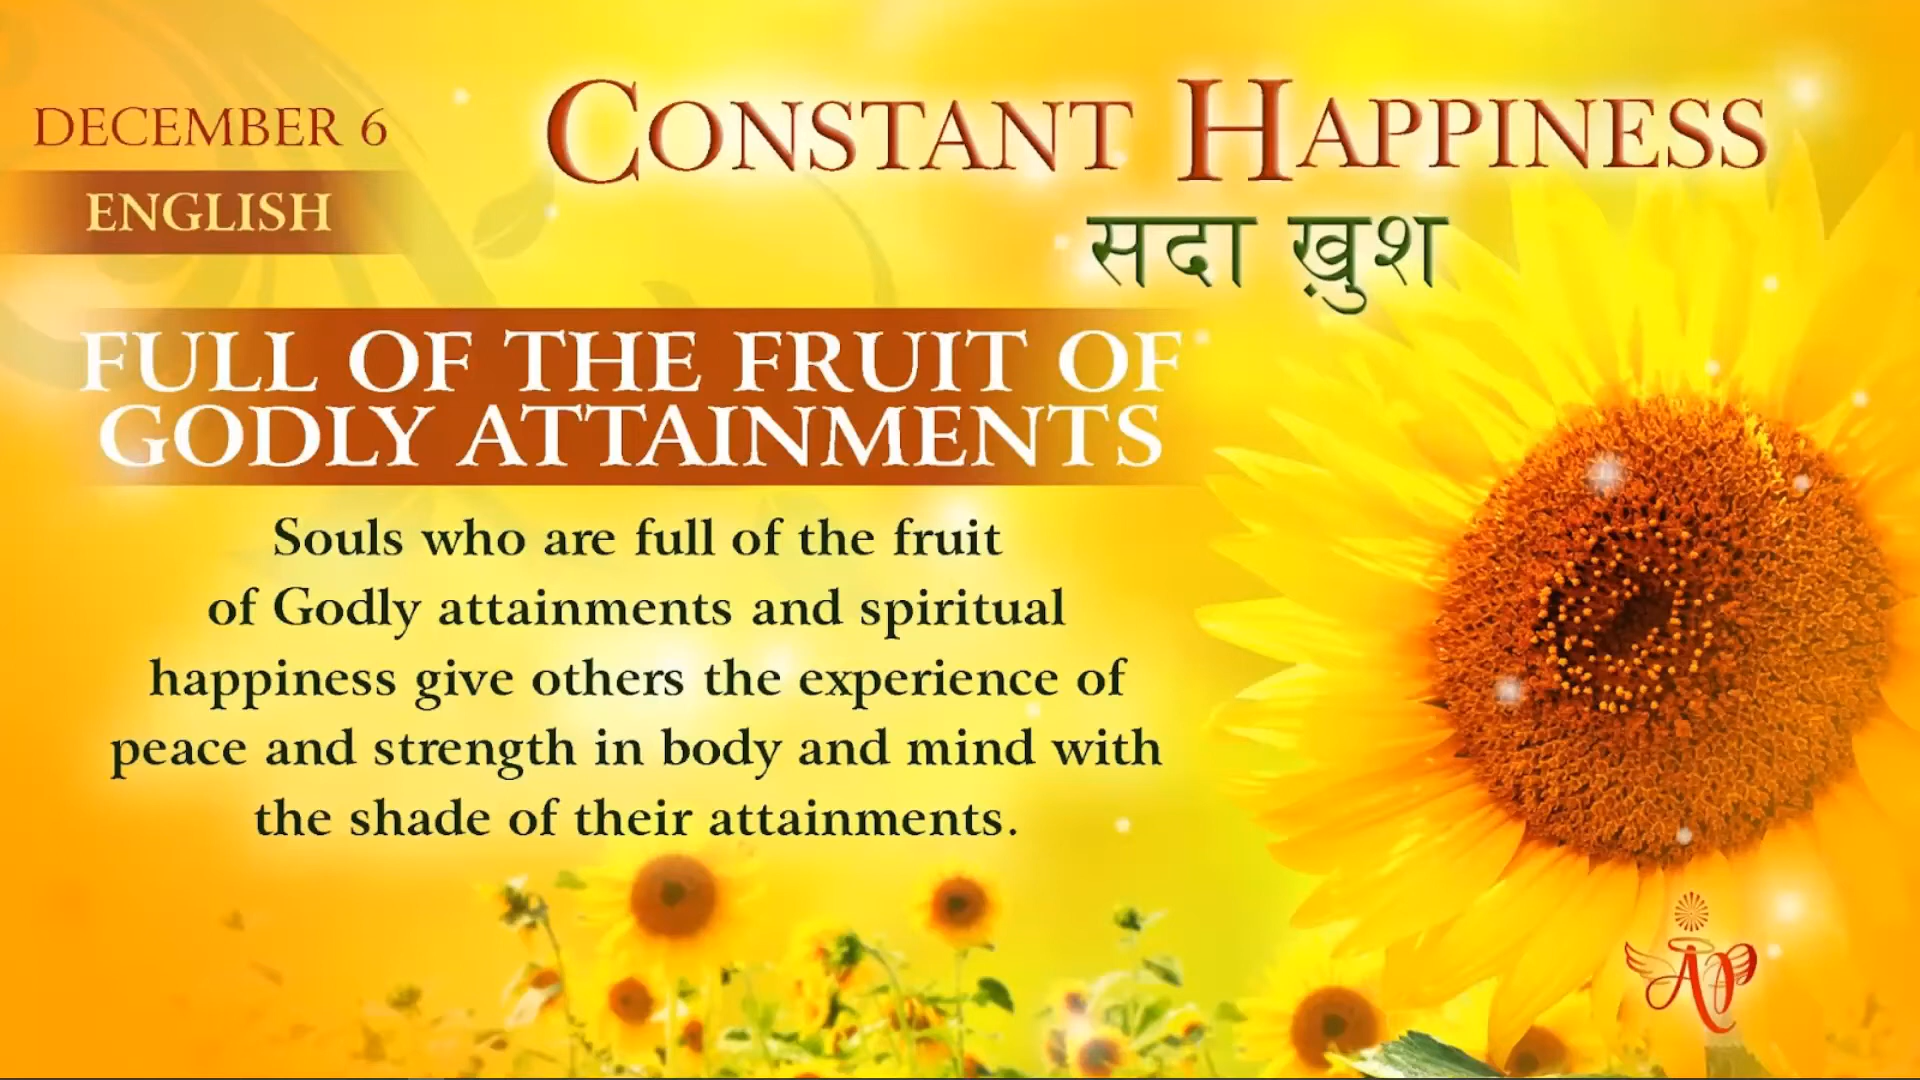 DECEMBER 6
ENGLISH
CONSTANT HAPPINESS
सदा ख़ुश
FULL OF THE FRUIT OF
GODLY ATTAINMENTS
Souls who are full of the fruit
of Godly attainments and spiritual
happiness give others the experience of
peace and strength in body and mind with
the shade of their attainments.
AP